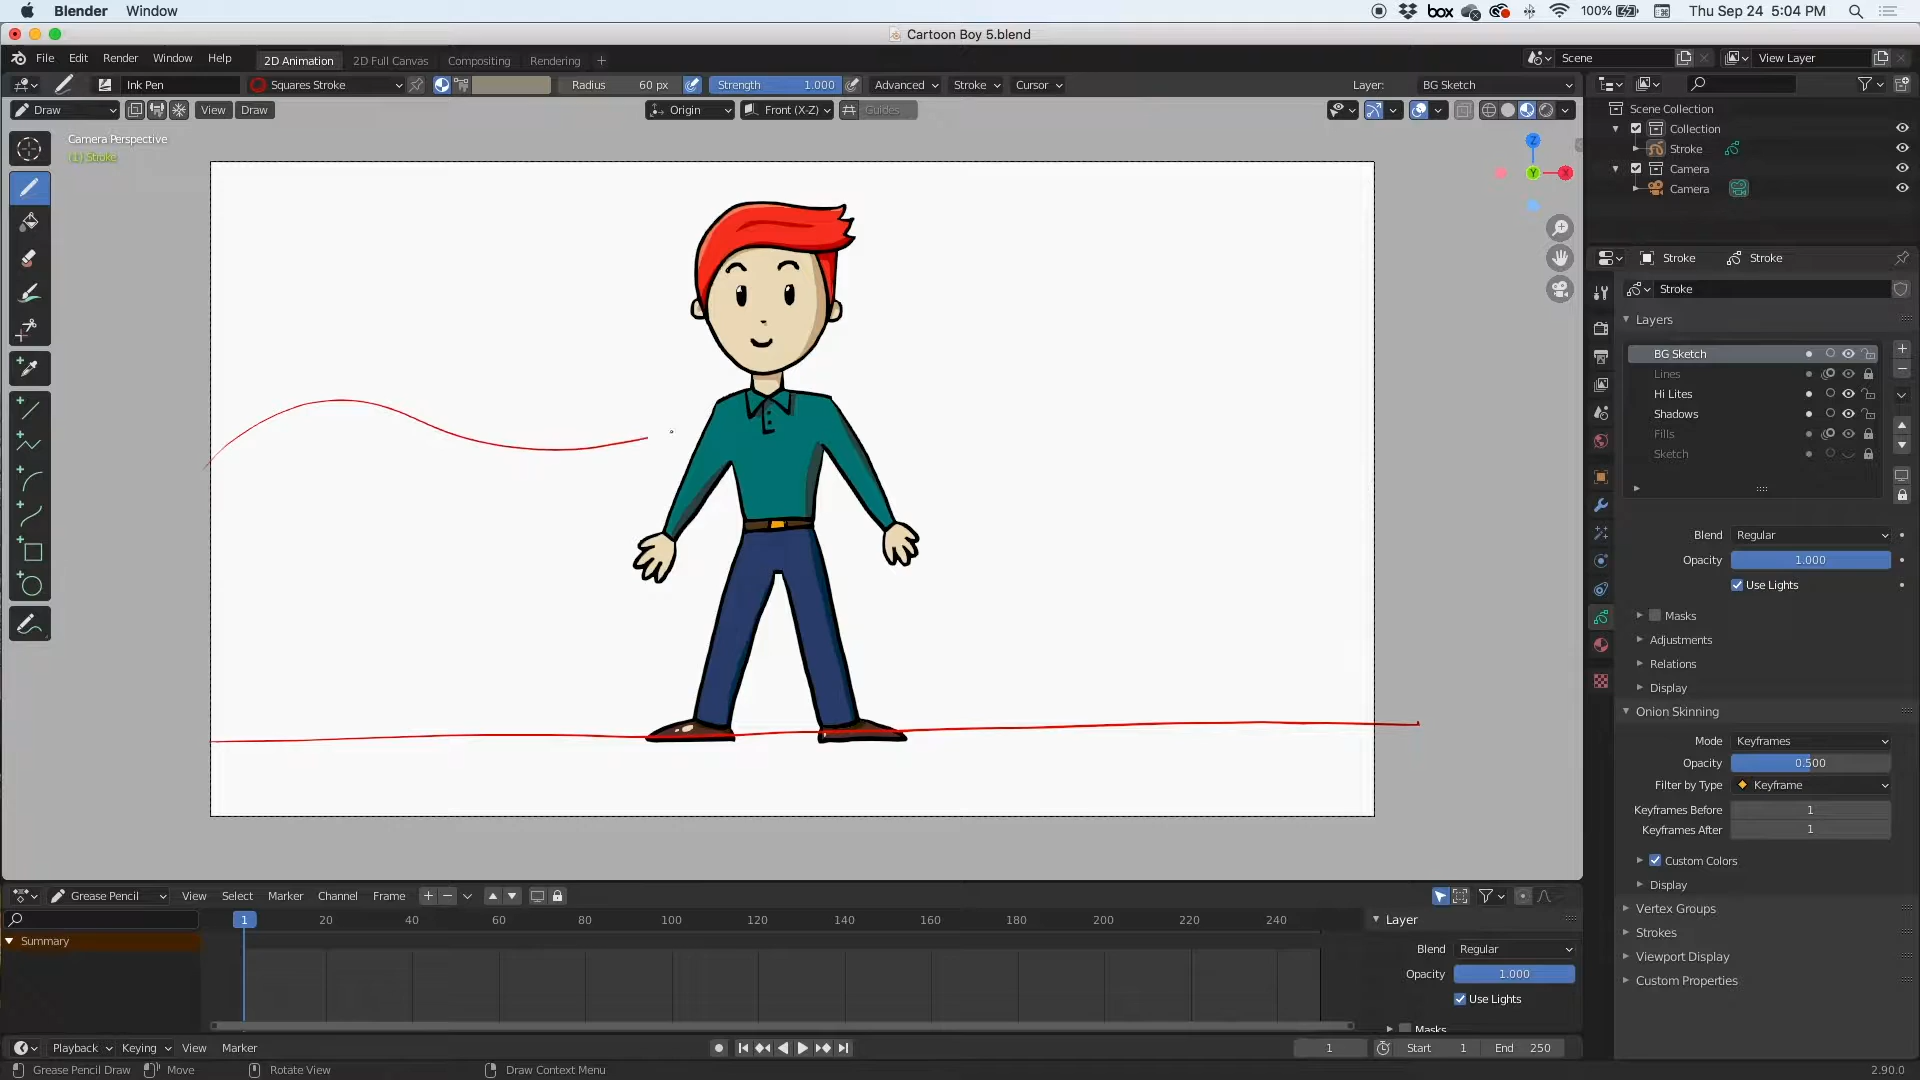 Blender Window box 100% Thu Sep 24 5:04 PM
Cartoon Boy 5.blend
File Edit Render Window Help 2D Animation 2D Full Canvas Compositing Rendering + Scene View Layer
Ink Pen Squares Stroke Radius 60 px Strength 1.000 Advanced Stroke Cursor Layer: BG Sketch
Draw View Draw Origin Front (X-Z) Guides
Camera Perspective
(1) Stroke
Z
Y
X
Scene Collection
Collection
Stroke
Camera
Camera
Stroke Stroke
Stroke
Layers
BG Sketch
Lines
Hi Lites
Shadows
Fills
Sketch
Blend Regular
Opacity 1.000
Use Lights
Masks
Adjustments
Relations
Display
Onion Skinning
Mode Keyframes
Opacity 0.500
Filter by Type Keyframe
Keyframes Before 1
Keyframes After 1
Custom Colors
Display
Vertex Groups
Strokes
Viewport Display
Custom Properties
Grease Pencil View Select Marker Channel Frame
1 20 40 60 80 100 120 140 160 180 200 220 240
Summary
Layer
Blend Regular
Opacity 1.000
Use Lights
Masks
Playback Keying View Marker 1 Start 1 End 250
Grease Pencil Draw Move Rotate View Draw Context Menu 2.90.0